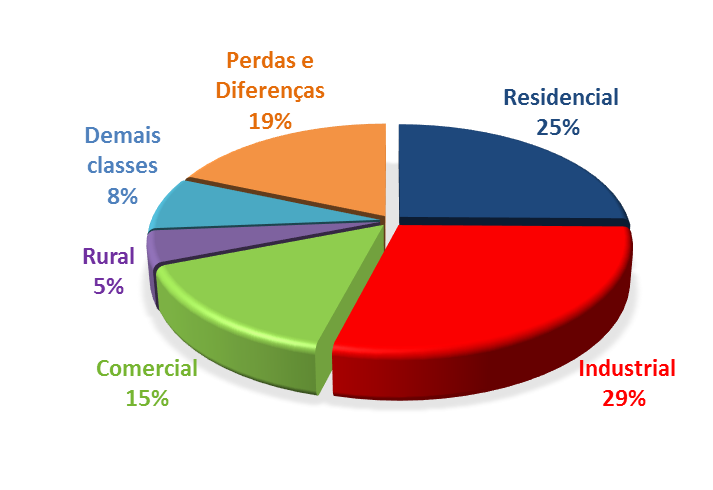 Perdas e
Diferenças
19%
Residencial
25%
Demais
classes
8%
Rural
5%
Comercial
15%
Industrial
29%